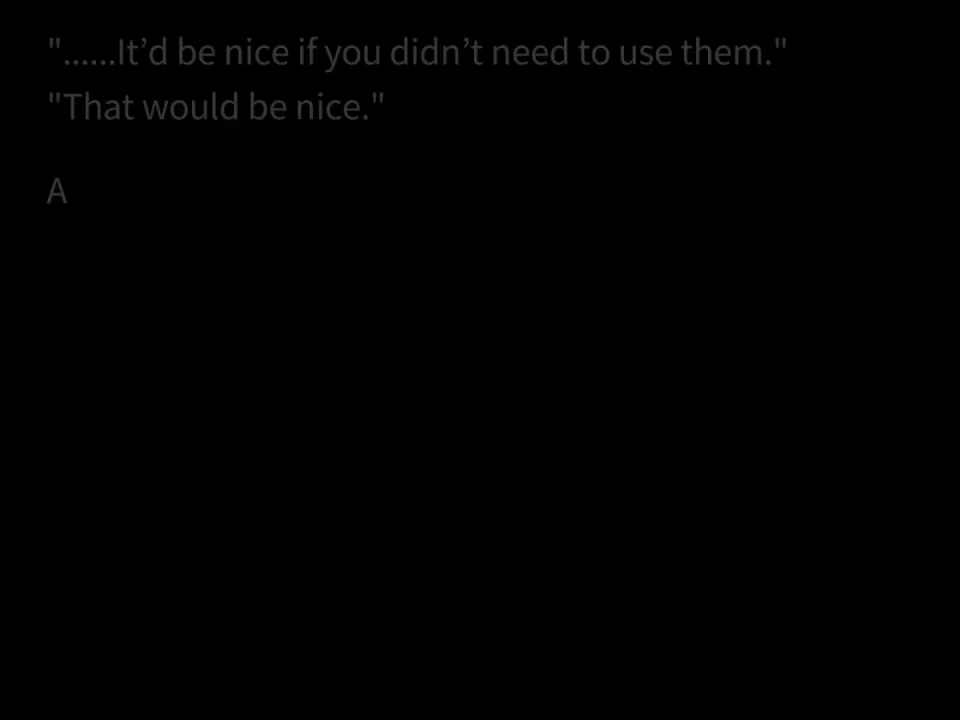 "......It’d be nice if you didn’t need to use them."
"That would be nice."
A